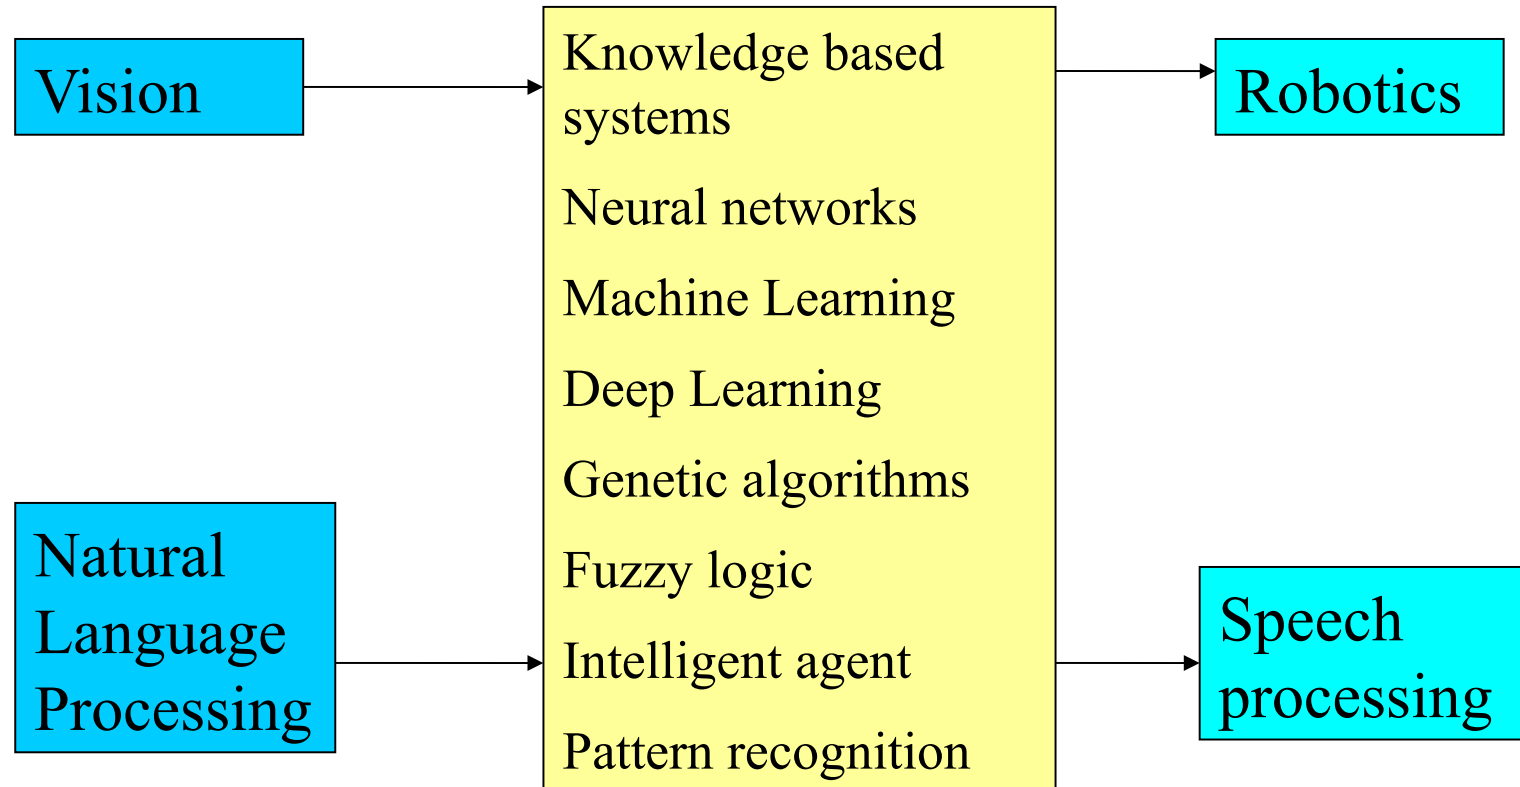 Vision
Natural
Language
Processing
Knowledge based
systems
Neural networks
Machine Learning
Deep Learning
Genetic algorithms
Fuzzy logic
Intelligent agent
Pattern recognition
Robotics
Speech
processing